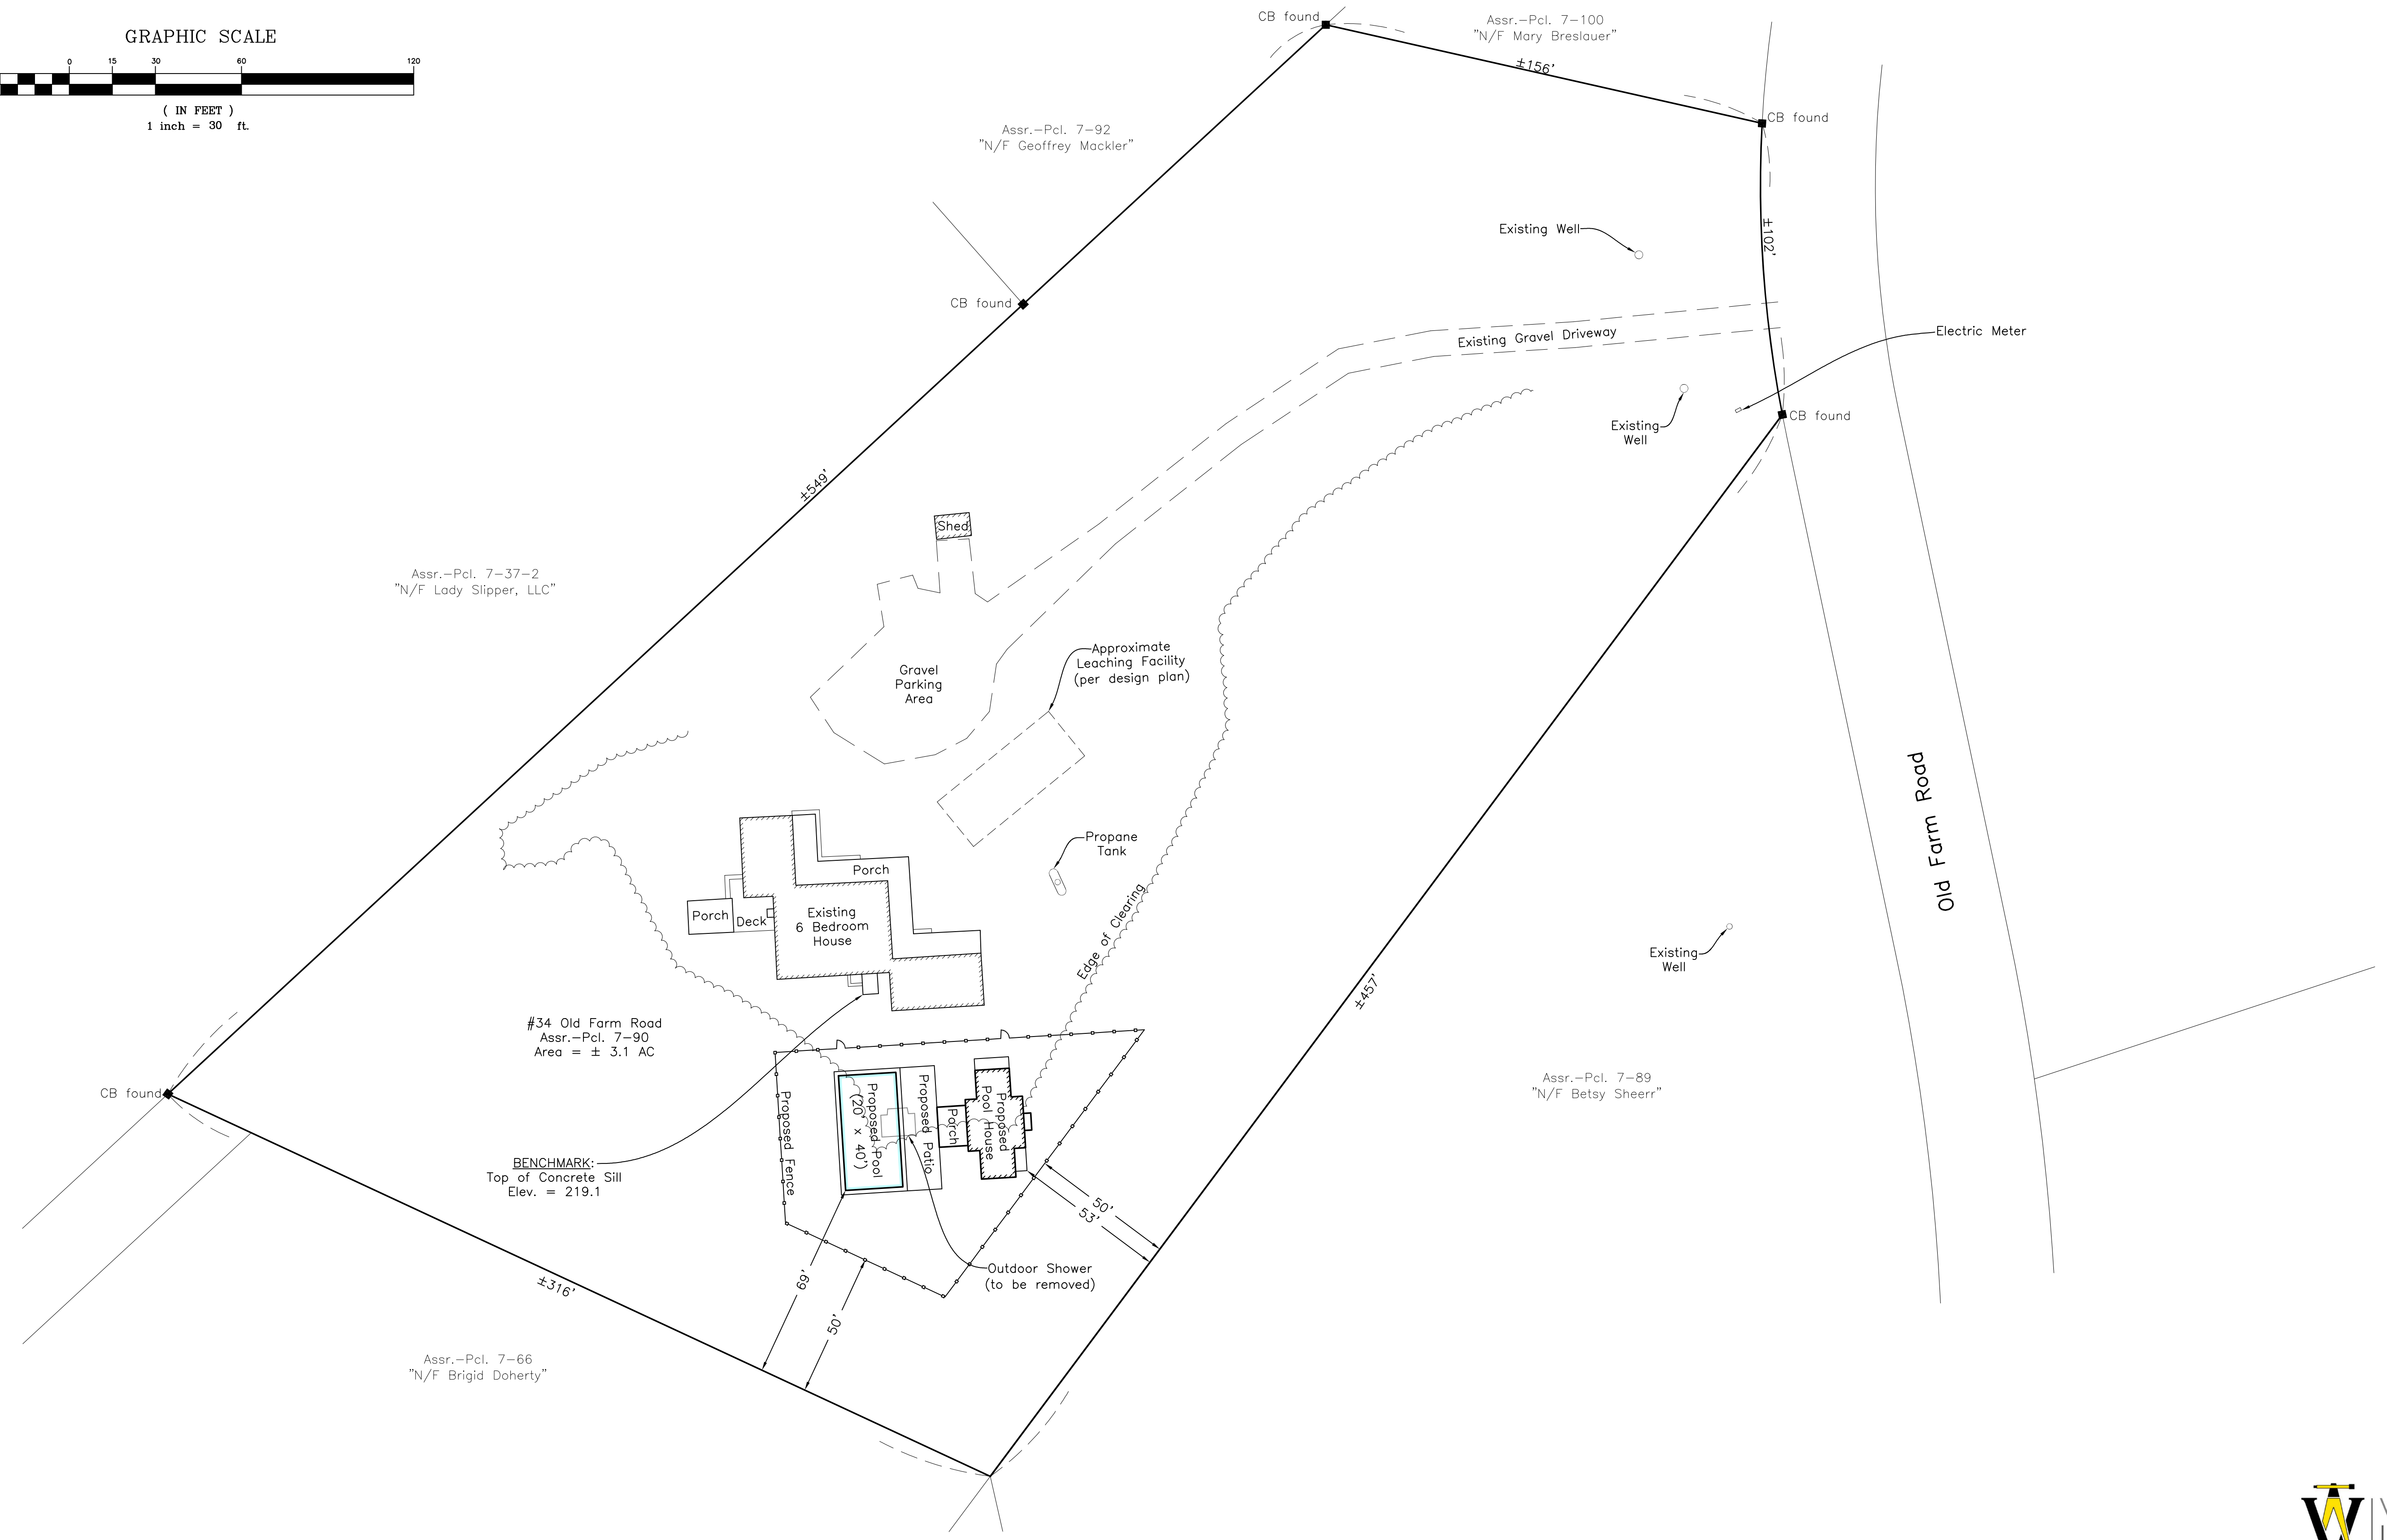 GRAPHIC SCALE
0 15 30 60 120
( IN FEET )
1 inch = 30 ft.
CB found
Assr.-Pcl. 7-100
"N/F Mary Breslauer"
±156'
CB found
Assr.-Pcl. 7-92
"N/F Geoffrey Mackler"
Existing Well
±102'
CB found
Existing Gravel Driveway
Electric Meter
CB found
Existing
Well
±549'
Shed
Assr.-Pcl. 7-37-2
"N/F Lady Slipper, LLC"
Gravel
Parking
Area
Approximate
Leaching Facility
(per design plan)
Old Farm Road
Propane
Tank
Porch
Porch
Deck
Existing
6 Bedroom
House
Edge of Clearing
±457'
Existing
Well
#34 Old Farm Road
Assr.-Pcl. 7-90
Area = ± 3.1 AC
CB found
Assr.-Pcl. 7-89
"N/F Betsy Sheerr"
Proposed Fence
Proposed Pool
(20' x 40')
Proposed Patio
Porch
Proposed
Pool House
BENCHMARK:
Top of Concrete Sill
Elev. = 219.1
50'
53'
Outdoor Shower
(to be removed)
69'
50'
±316'
Assr.-Pcl. 7-66
"N/F Brigid Doherty"
W